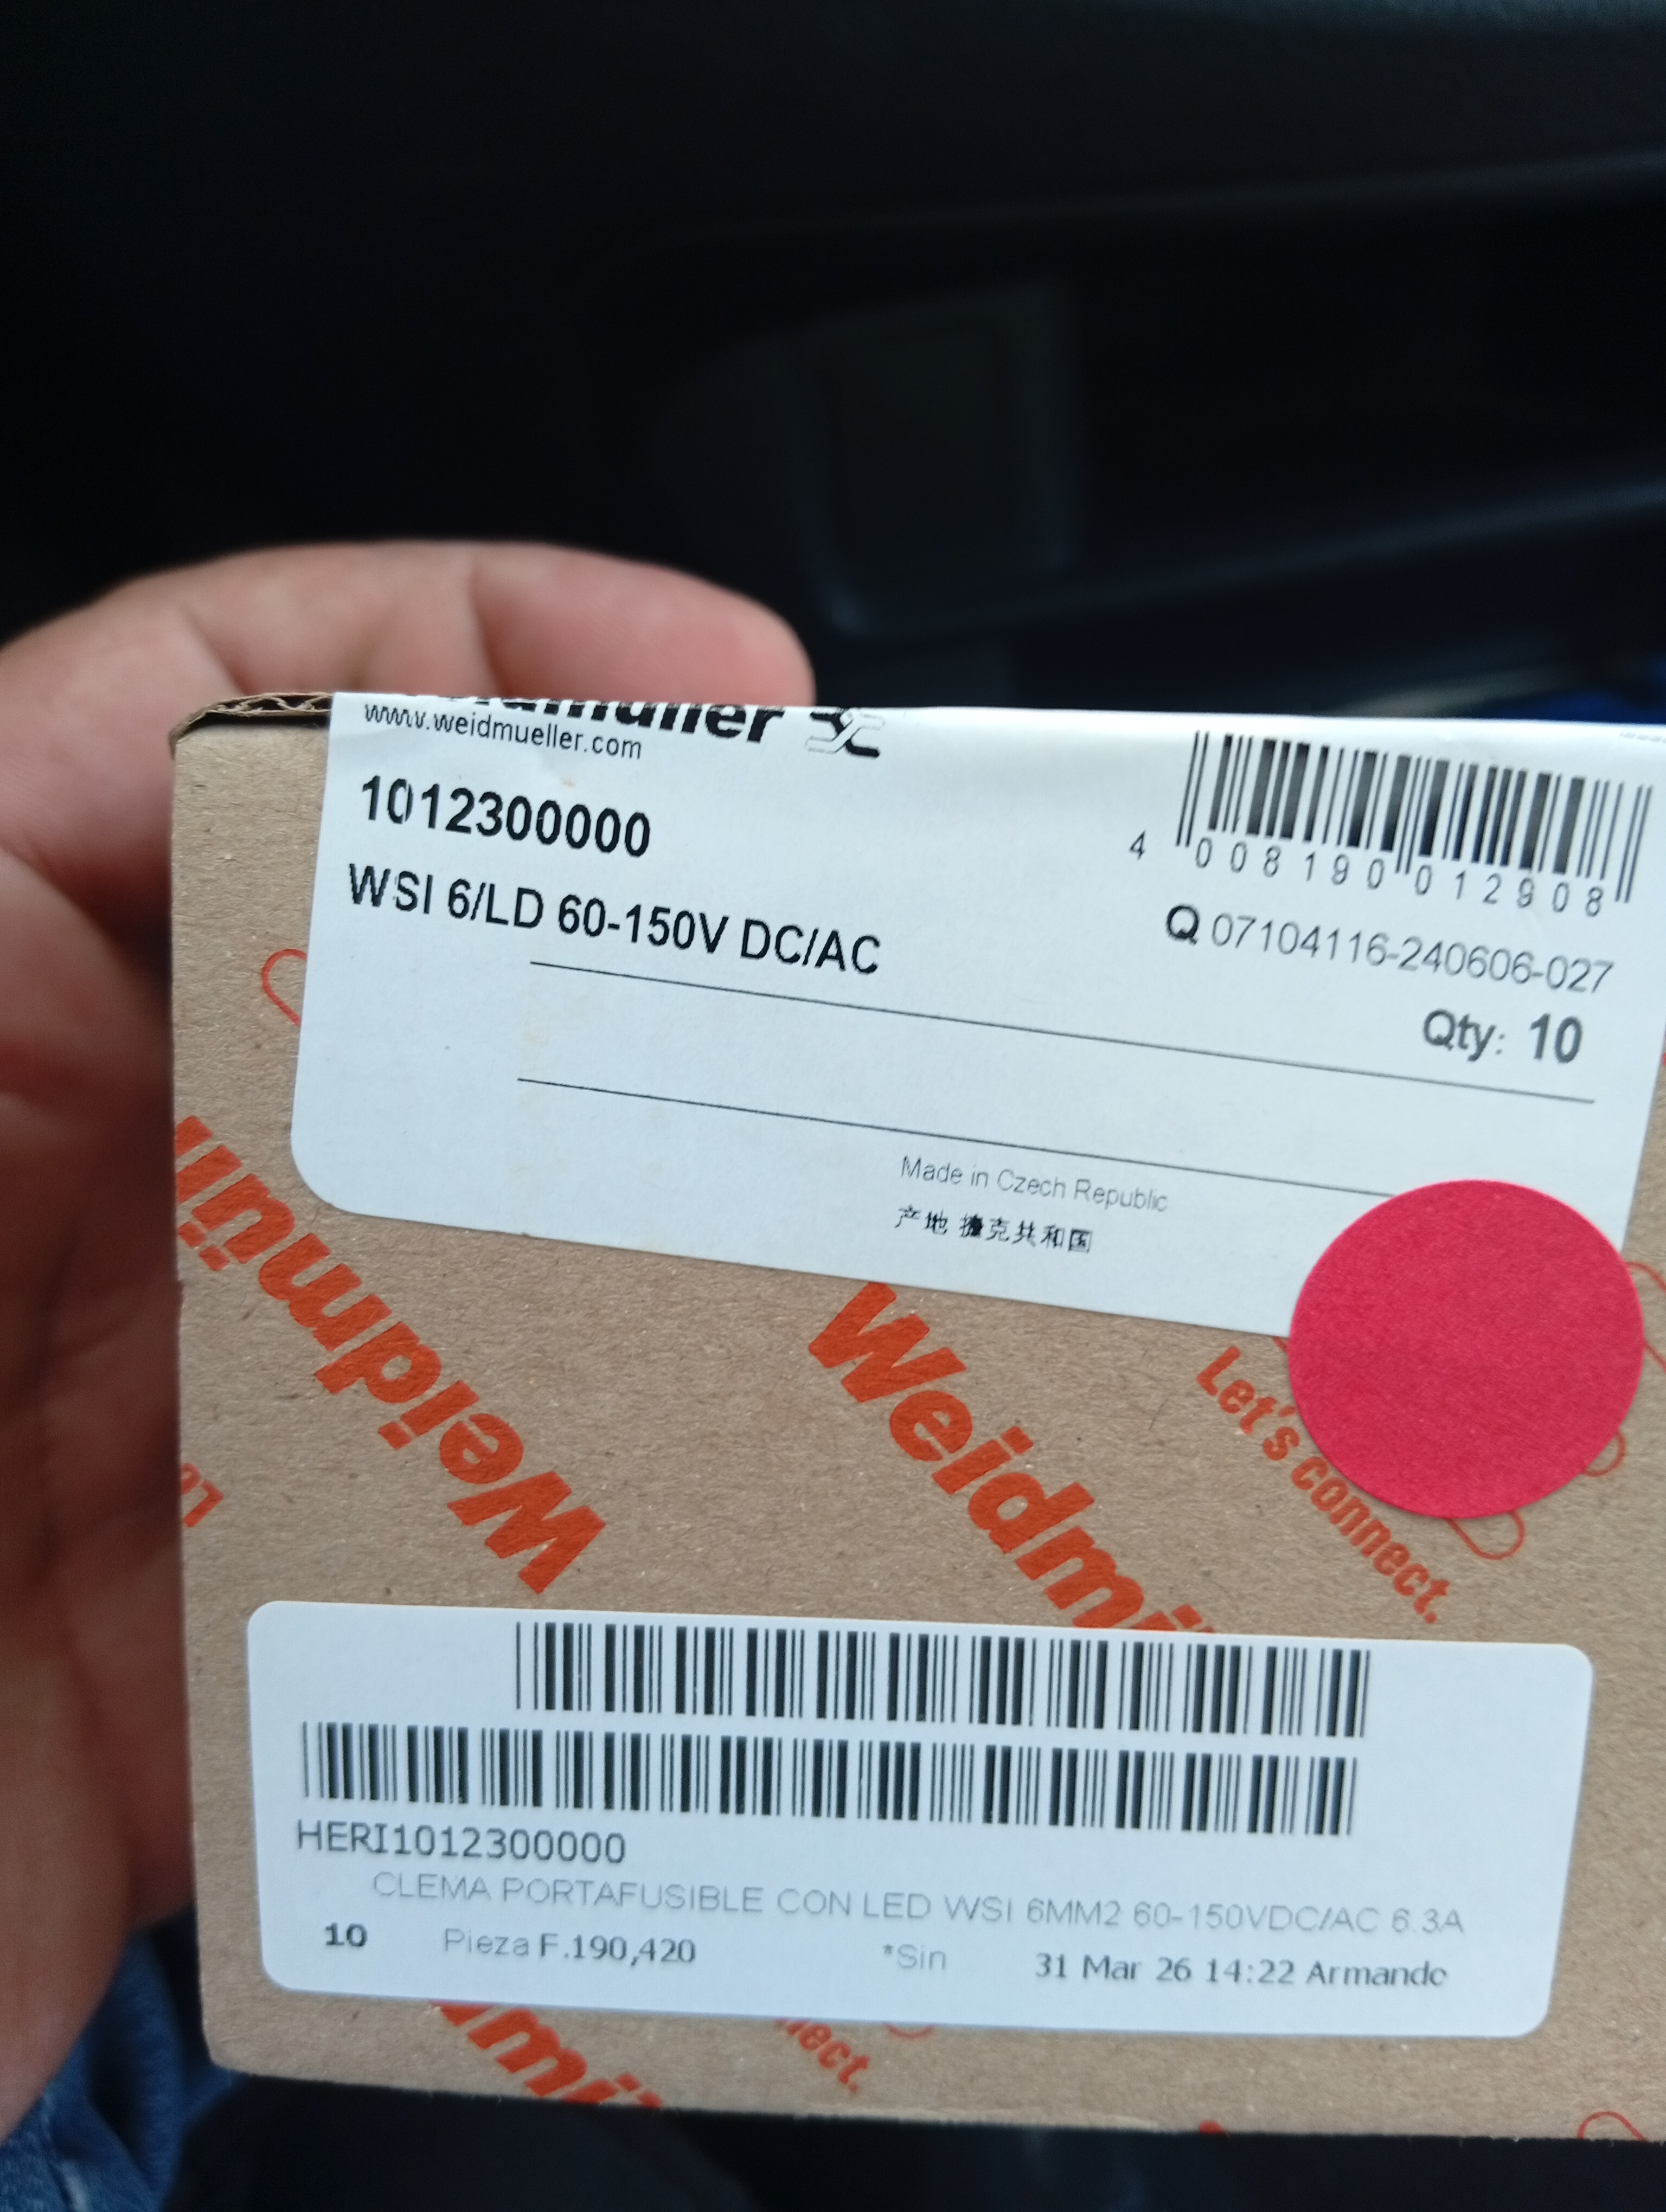 www.weidmueller.com
1012300000
WSI 6/LD 60-150V DC/AC
4 008190 012908
Q 07104116-240606-027
Qty: 10
Made in Czech Republic
产地 捷克共和国
Weidmüll
Weidmü
Let's connect.
HERI1012300000
CLEMA PORTAFUSIBLE CON LED WSI 6MM2 60-150VDC/AC 6.3A
10 Pieza F.190,420 *Sin 31 Mar 26 14:22 Armando